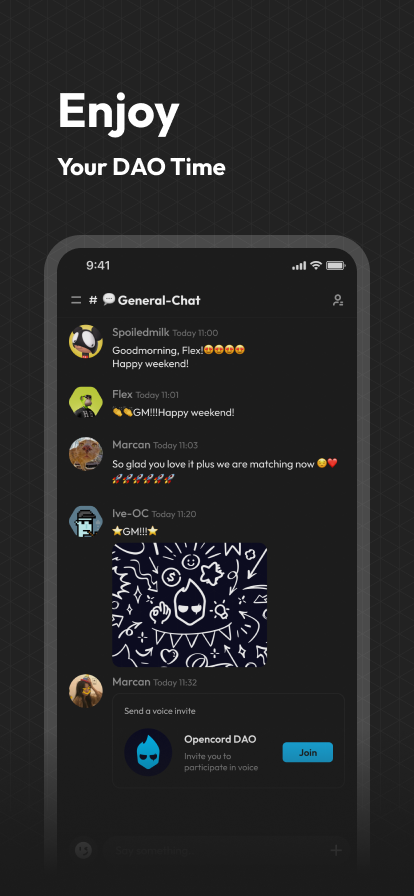 Enjoy
Your DAO Time
9:41
# 💬 General-Chat
Spoiledmilk Today 11:00
Goodmorning, Flex!😍😍😍😍
Happy weekend!
Flex Today 11:01
👏👏GM!!!Happy weekend!
Marcan Today 11:03
So glad you love it plus we are matching now ☺️❤️
🚀🚀🚀🚀🚀🚀
Ive-OC Today 11:20
⭐GM!!!⭐
Marcan Today 11:32
Send a voice invite
Opencord DAO
Invite you to
participate in voice
Join